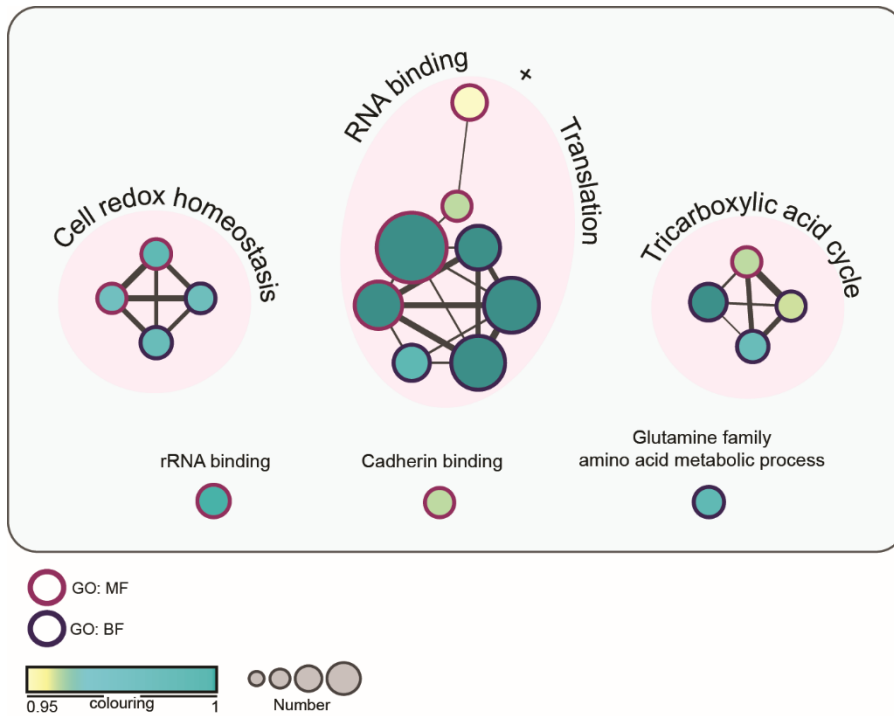 RNA binding
+
Translation
Cell redox homeostasis
Tricarboxylic acid cycle
rRNA binding
Cadherin binding
Glutamine family
amino acid metabolic process
GO: MF
GO: BF
0.95 colouring 1
Number